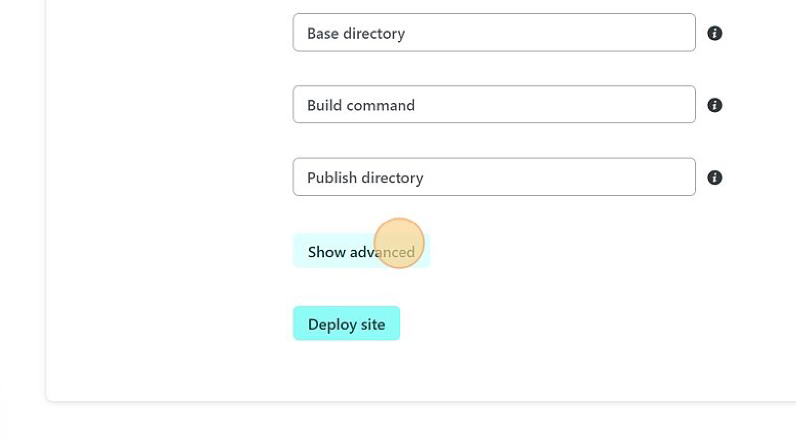 Base directory
Build command
Publish directory
Show advanced
Deploy site